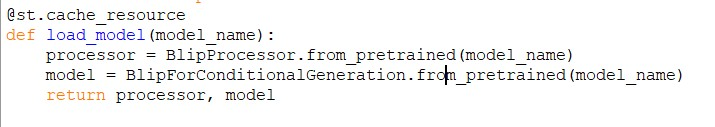 @st.cache_resource
def load_model(model_name):
    processor = BlipProcessor.from_pretrained(model_name)
    model = BlipForConditionalGeneration.from_pretrained(model_name)
    return processor, model